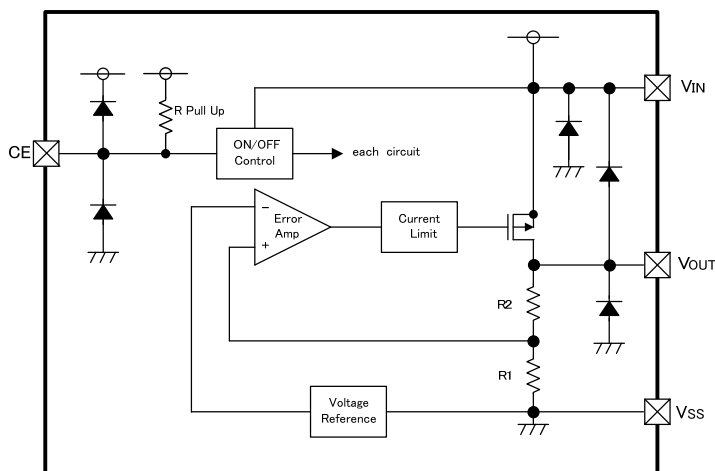 VIN
R Pull Up
CE
ON/OFF
Control
each circuit
−
Error
Amp
+
Current
Limit
VOUT
R2
R1
Voltage
Reference
VSS